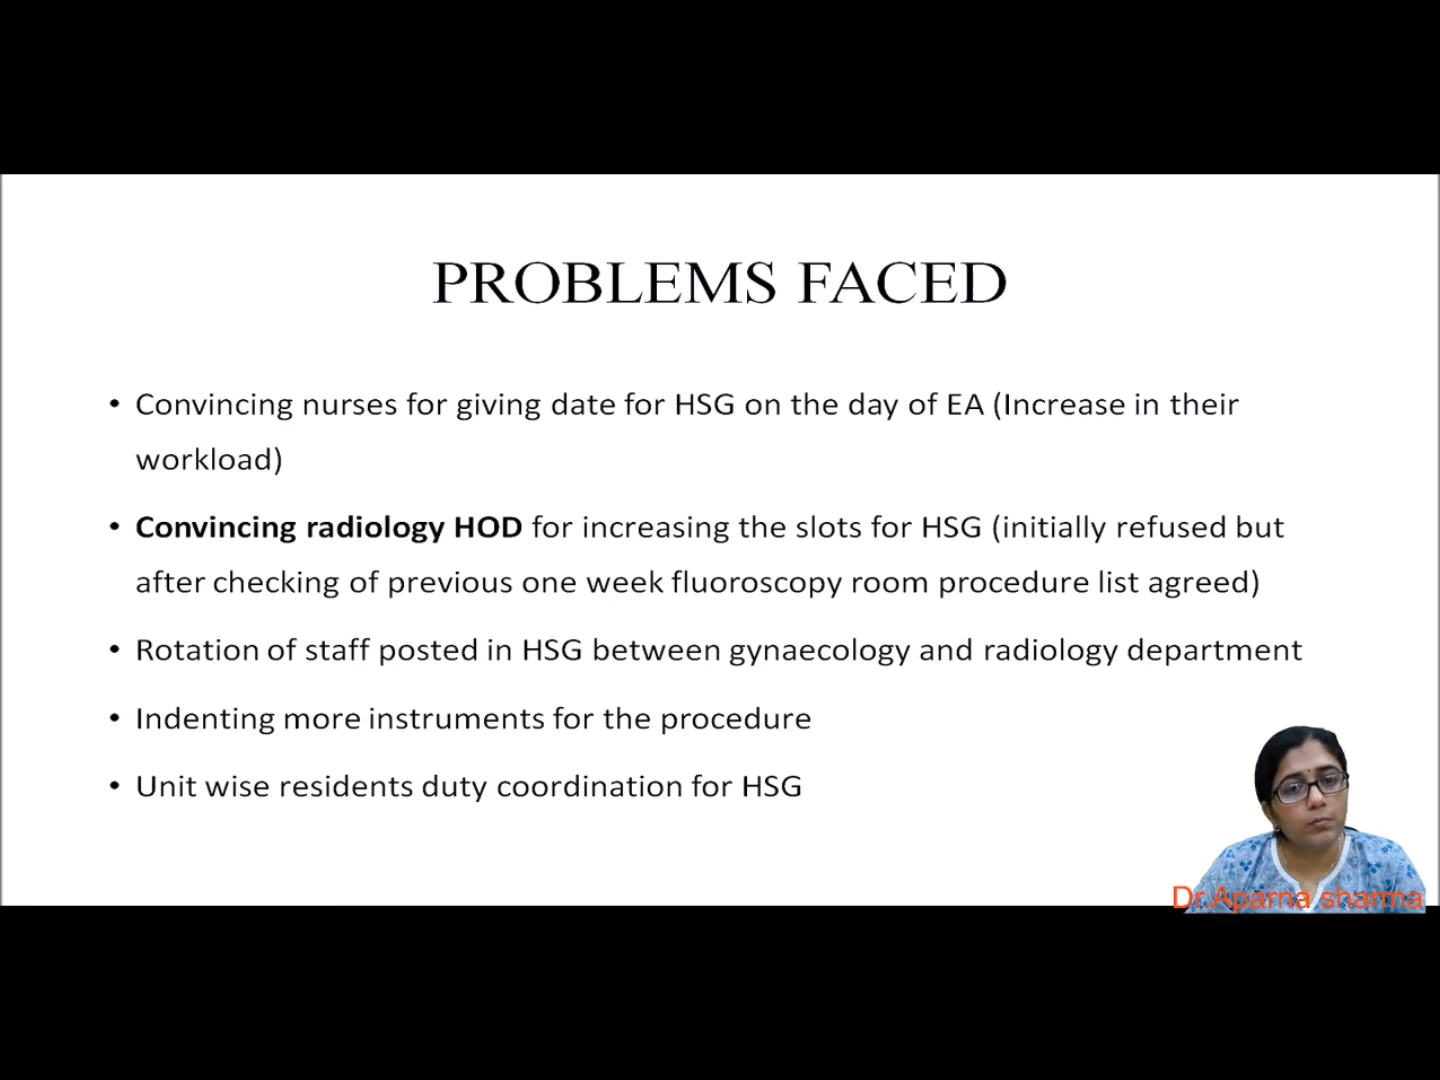 PROBLEMS FACED
• Convincing nurses for giving date for HSG on the day of EA (Increase in their
workload)
• Convincing radiology HOD for increasing the slots for HSG (initially refused but
after checking of previous one week fluoroscopy room procedure list agreed)
• Rotation of staff posted in HSG between gynaecology and radiology department
• Indenting more instruments for the procedure
• Unit wise residents duty coordination for HSG
Dr.Aparna sharma